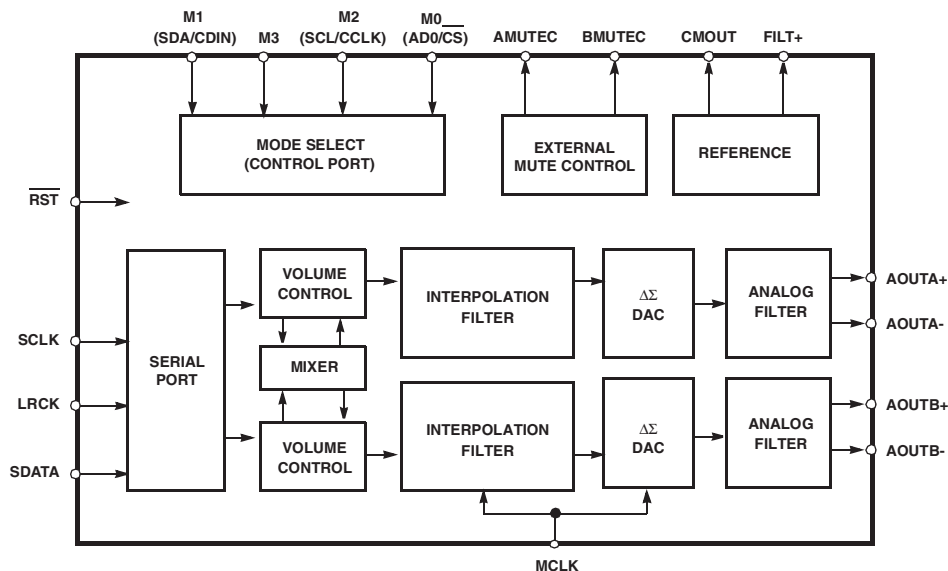 M1
(SDA/CDIN)
M3
M2
(SCL/CCLK)
M0
(AD0/CS)
AMUTEC
BMUTEC
CMOUT
FILT+
MODE SELECT
(CONTROL PORT)
EXTERNAL
MUTE CONTROL
REFERENCE
RST
SERIAL
PORT
VOLUME
CONTROL
MIXER
VOLUME
CONTROL
INTERPOLATION
FILTER
ΔΣ
DAC
ANALOG
FILTER
INTERPOLATION
FILTER
ΔΣ
DAC
ANALOG
FILTER
SCLK
LRCK
SDATA
AOUTA+
AOUTA-
AOUTB+
AOUTB-
MCLK